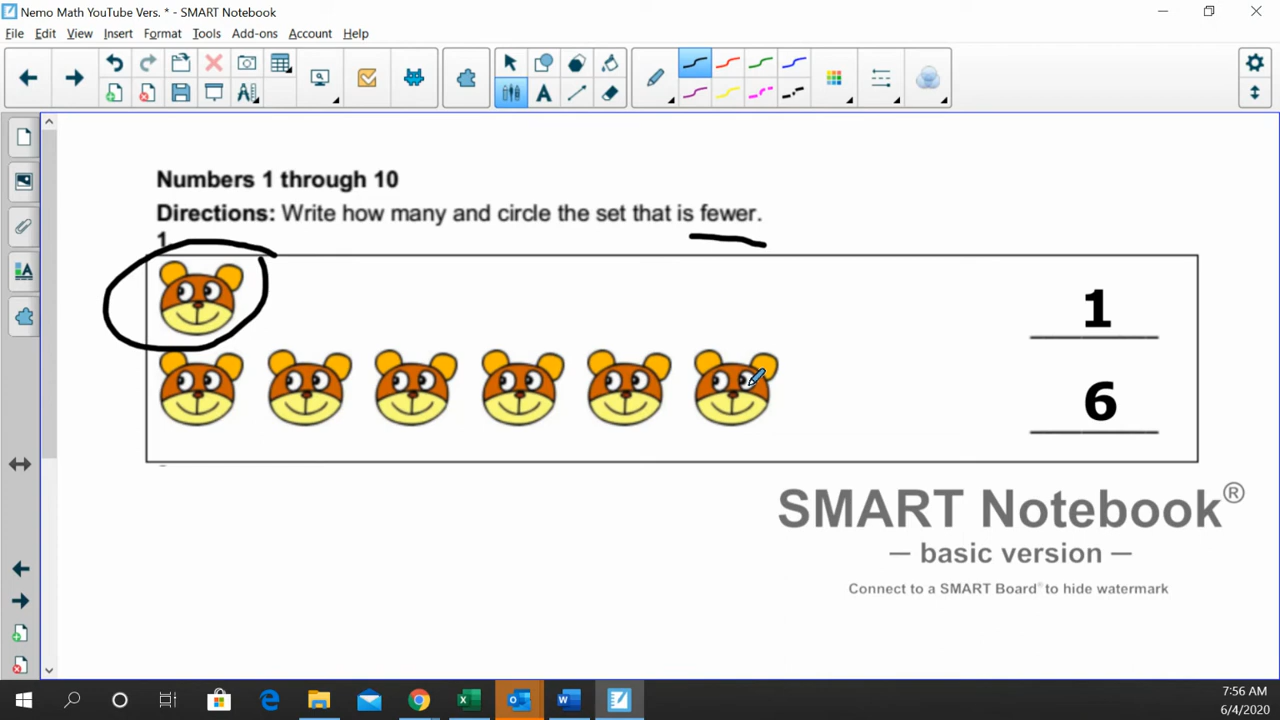 Nemo Math YouTube Vers. * - SMART Notebook
File Edit View Insert Format Tools Add-ons Account Help
Numbers 1 through 10
Directions: Write how many and circle the set that is fewer.
1
1
6
SMART Notebook®
— basic version —
Connect to a SMART Board® to hide watermark
7:56 AM
6/4/2020